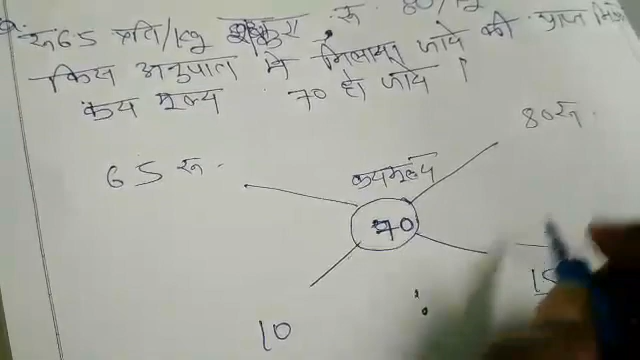 रू65 प्रति/kg रू 80/kg
किस अनुपात में मिलाया जाये की प्राप्त
क्रय मूल्य 70 हो जाये ।
80रू.
65 रू.
क्रयमूल्य
70
10 : 15